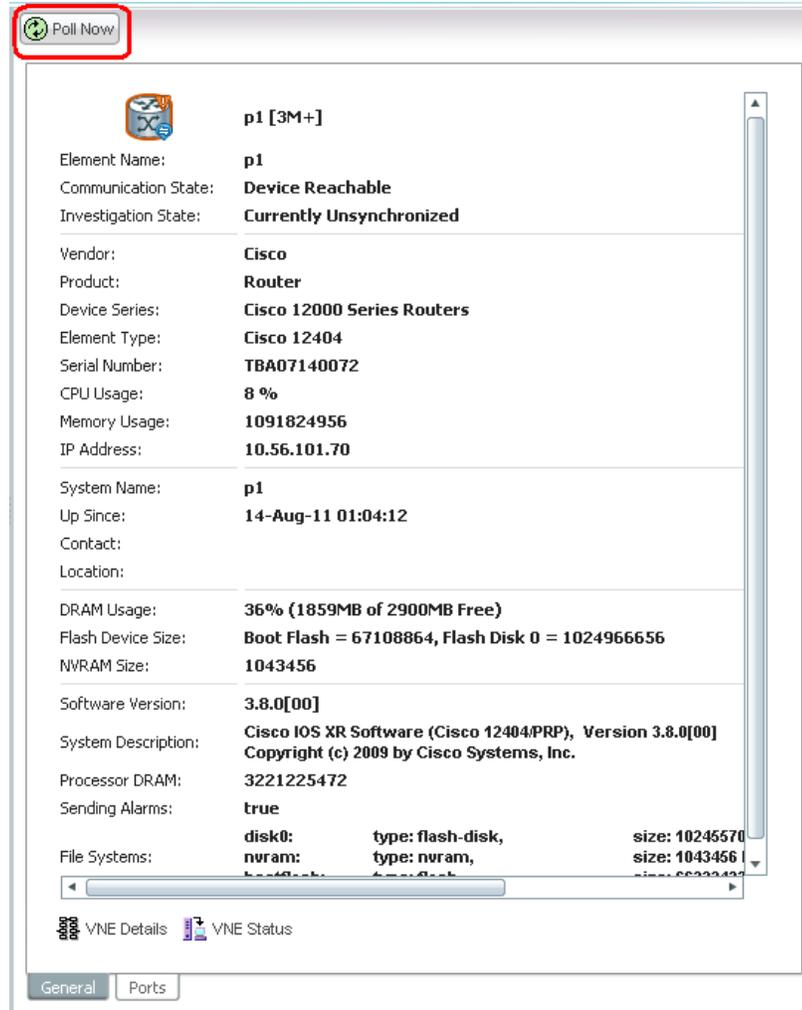 Poll Now
p1 [3M+]
Element Name: p1
Communication State: Device Reachable
Investigation State: Currently Unsynchronized
Vendor: Cisco
Product: Router
Device Series: Cisco 12000 Series Routers
Element Type: Cisco 12404
Serial Number: TBA07140072
CPU Usage: 8 %
Memory Usage: 1091824956
IP Address: 10.56.101.70
System Name: p1
Up Since: 14-Aug-11 01:04:12
Contact:
Location:
DRAM Usage: 36% (1859MB of 2900MB Free)
Flash Device Size: Boot Flash = 67108864, Flash Disk 0 = 1024966656
NVRAM Size: 1043456
Software Version: 3.8.0[00]
System Description: Cisco IOS XR Software (Cisco 12404/PRP), Version 3.8.0[00]
Copyright (c) 2009 by Cisco Systems, Inc.
Processor DRAM: 3221225472
Sending Alarms: true
disk0: type: flash-disk, size: 10245570
File Systems: nvram: type: nvram, size: 1043456
VNE Details VNE Status
General Ports